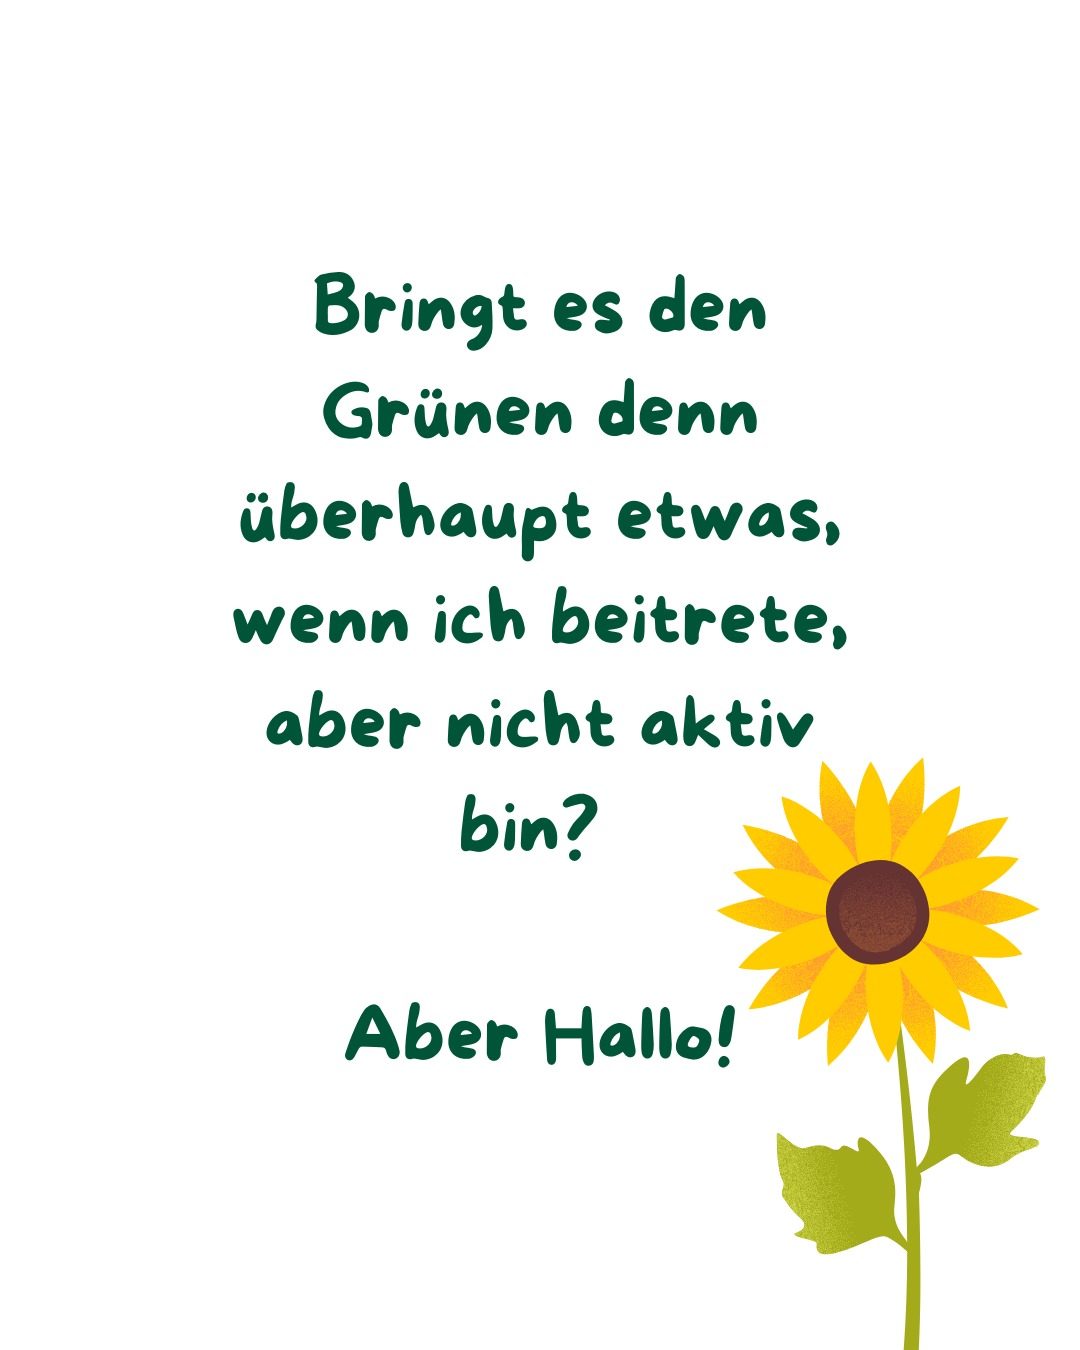 Bringt es den
Grünen denn
überhaupt etwas,
wenn ich beitrete,
aber nicht aktiv
bin?
Aber Hallo!